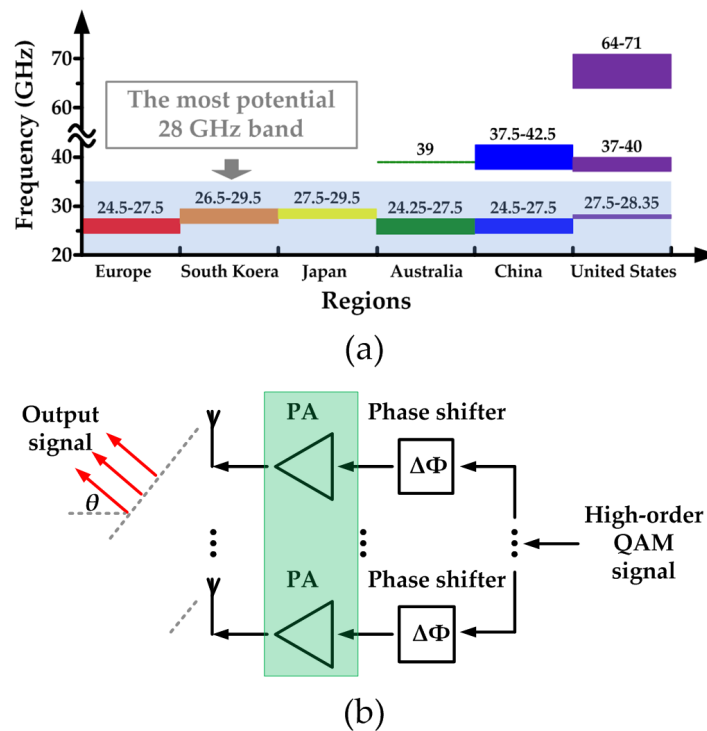 Frequency (GHz)
70
60
40
30
20
64-71
The most potential
28 GHz band
39
37.5-42.5
37-40
24.5-27.5
26.5-29.5
27.5-29.5
24.25-27.5
24.5-27.5
27.5-28.35
Europe
South Koera
Japan
Australia
China
United States
Regions
(a)
Output
signal
θ
PA
Phase shifter
ΔΦ
High-order
QAM
signal
PA
Phase shifter
ΔΦ
(b)